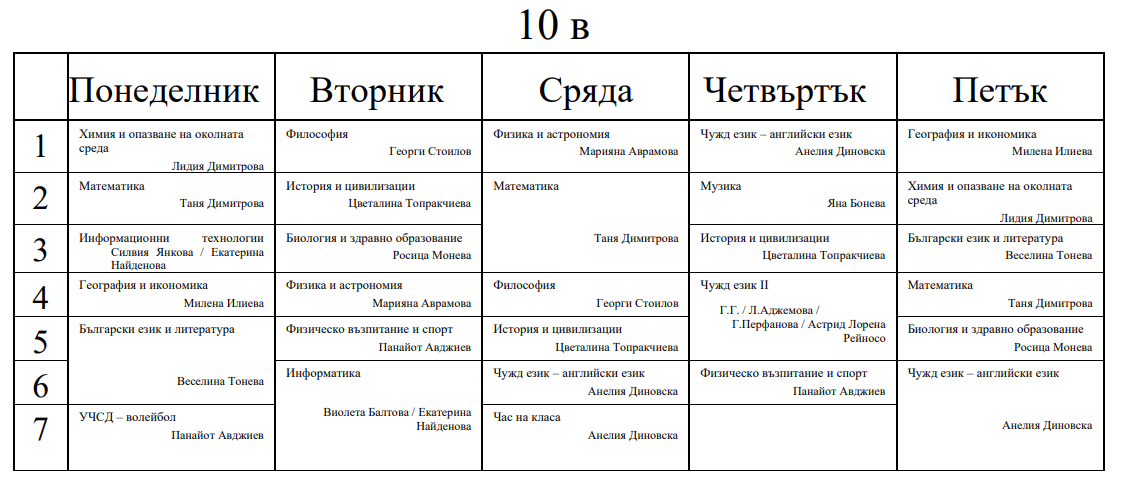 10 в
Понеделник
Вторник
Сряда
Четвъртък
Петък
1
Химия и опазване на околната
среда
Лидия Димитрова
Философия
Георги Стоилов
Физика и астрономия
Марияна Аврамова
Чужд език – английски език
Анелия Диновска
География и икономика
Милена Илиева
2
Математика
Таня Димитрова
История и цивилизации
Цветалина Топракчиева
Математика
Таня Димитрова
Музика
Яна Бонева
Химия и опазване на околната
среда
Лидия Димитрова
3
Информационни технологии
Силвия Янкова / Екатерина
Найденова
Биология и здравно образование
Росица Монева
История и цивилизации
Цветалина Топракчиева
Български език и литература
Веселина Тонева
4
География и икономика
Милена Илиева
Физика и астрономия
Марияна Аврамова
Философия
Георги Стоилов
Чужд език II
Г.Г. / Л.Аджемова /
Г.Перфанова / Астрид Лорена
Рейносо
Математика
Таня Димитрова
5
Български език и литература
Веселина Тонева
Физическо възпитание и спорт
Панайот Авджиев
История и цивилизации
Цветалина Топракчиева
Биология и здравно образование
Росица Монева
6
Информатика
Виолета Балтова / Екатерина
Найденова
Чужд език – английски език
Анелия Диновска
Физическо възпитание и спорт
Панайот Авджиев
Чужд език – английски език
Анелия Диновска
7
УЧСД – волейбол
Панайот Авджиев
Час на класа
Анелия Диновска